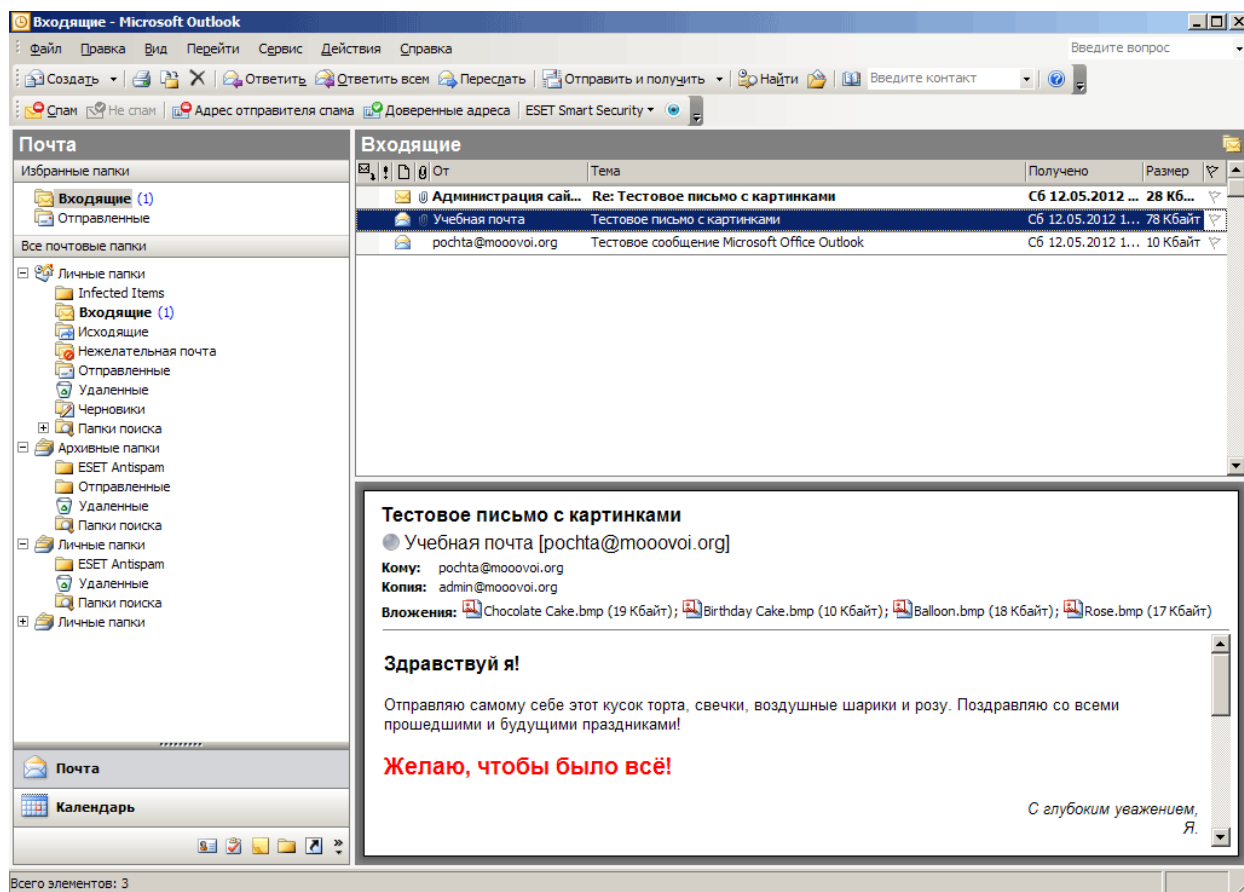 Входящие - Microsoft Outlook
Файл Правка Вид Перейти Сервис Действия Справка Введите вопрос
Создать Ответить Ответить всем Переслать Отправить и получить Найти Введите контакт
Спам Не спам Адрес отправителя спама Доверенные адреса ESET Smart Security
Почта
Избранные папки
Входящие (1)
Отправленные
Все почтовые папки
Личные папки
Infected Items
Входящие (1)
Исходящие
Нежелательная почта
Отправленные
Удаленные
Черновики
Папки поиска
Архивные папки
ESET Antispam
Отправленные
Удаленные
Папки поиска
Личные папки
ESET Antispam
Удаленные
Папки поиска
Личные папки
Почта
Календарь
Входящие
От Тема Получено Размер
Администрация сай... Re: Тестовое письмо с картинками Сб 12.05.2012 ... 28 Кб...
Учебная почта Тестовое письмо с картинками Сб 12.05.2012 1... 78 Кбайт
pochta@mooovoi.org Тестовое сообщение Microsoft Office Outlook Сб 12.05.2012 1... 10 Кбайт
Тестовое письмо с картинками
Учебная почта [pochta@mooovoi.org]
Кому: pochta@mooovoi.org
Копия: admin@mooovoi.org
Вложения: Chocolate Cake.bmp (19 Кбайт); Birthday Cake.bmp (10 Кбайт); Balloon.bmp (18 Кбайт); Rose.bmp (17 Кбайт)
Здравствуй я!
Отправляю самому себе этот кусок торта, свечки, воздушные шарики и розу. Поздравляю со всеми
прошедшими и будущими праздниками!
Желаю, чтобы было всё!
С глубоким уважением,
Я.
Всего элементов: 3